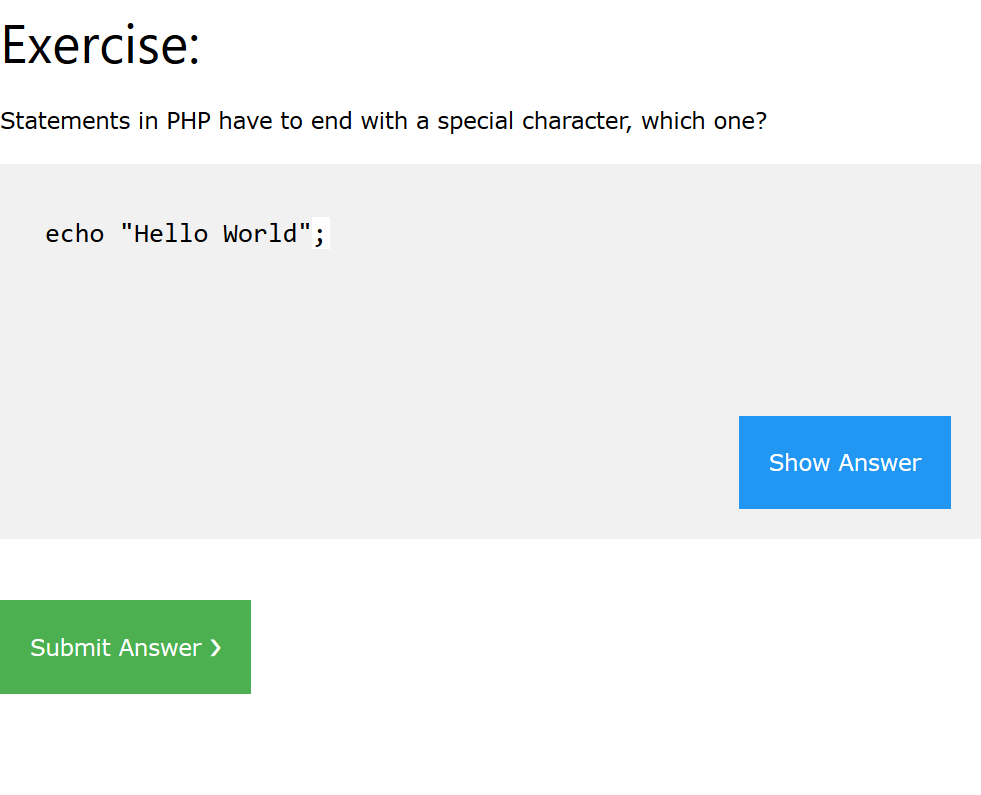 Exercise:
Statements in PHP have to end with a special character, which one?
echo "Hello World";
Show Answer
Submit Answer ❯